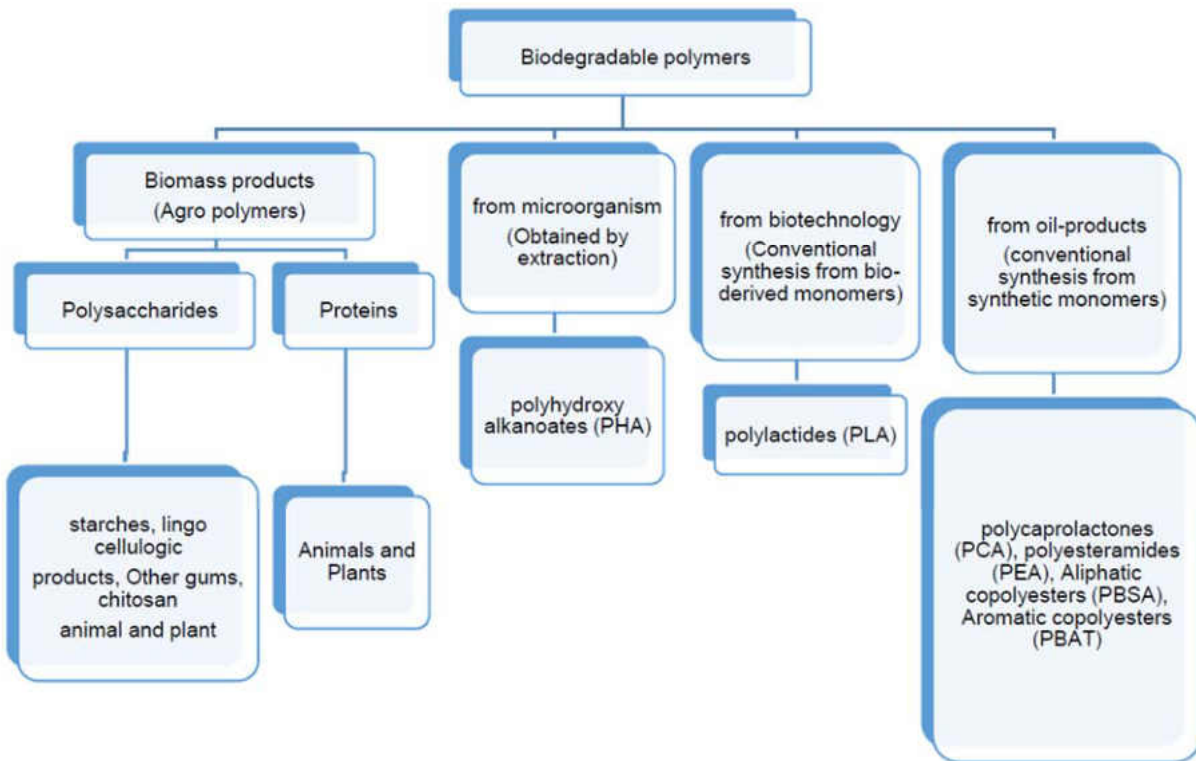 Biodegradable polymers
Biomass products
(Agro polymers)
Polysaccharides
Proteins
starches, lingo
cellulogic
products, Other gums,
chitosan
animal and plant
Animals and
Plants
from microorganism
(Obtained by
extraction)
polyhydroxy
alkanoates (PHA)
from biotechnology
(Conventional
synthesis from bio-
derived monomers)
polylactides (PLA)
from oil-products
(conventional
synthesis from
synthetic monomers)
polycaprolactones
(PCA), polyesteramides
(PEA), Aliphatic
copolyesters (PBSA),
Aromatic copolyesters
(PBAT)